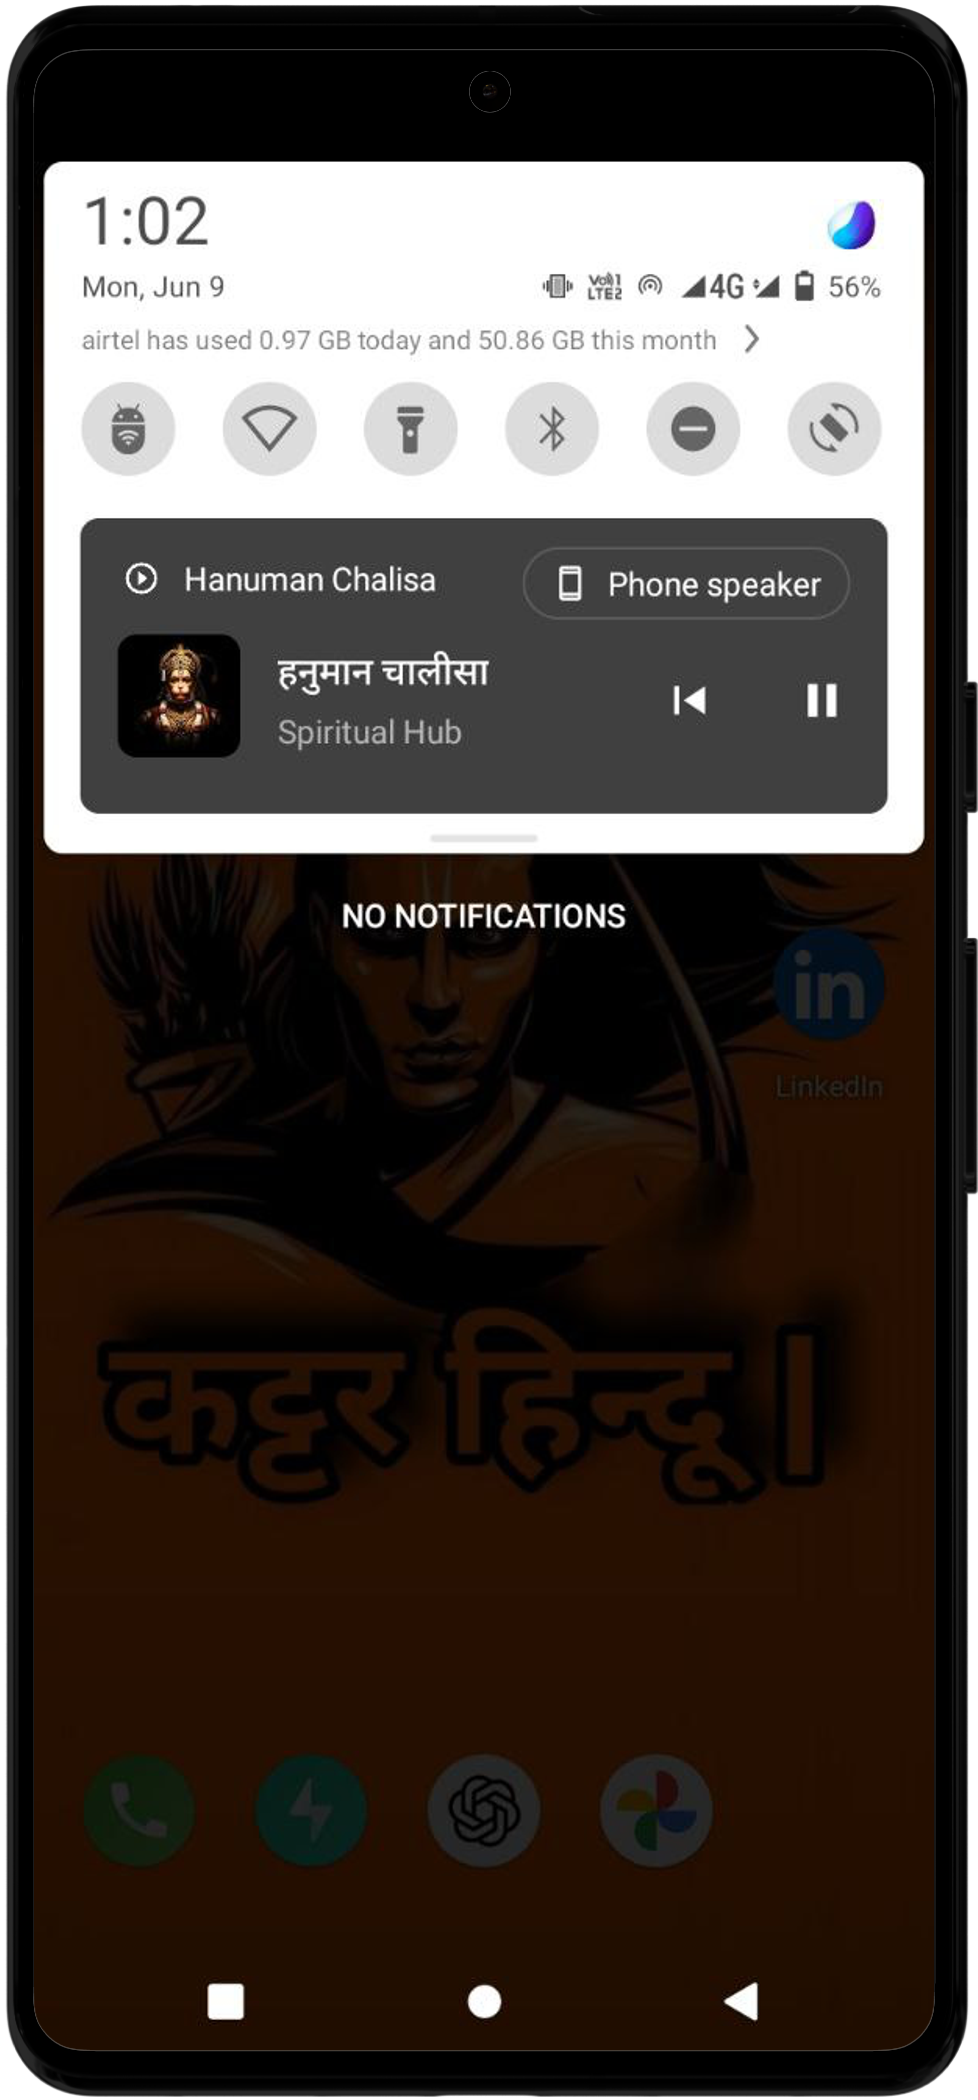 1:02
Mon, Jun 9
Vo))1
LTE2
4G
56%
airtel has used 0.97 GB today and 50.86 GB this month
Hanuman Chalisa
Phone speaker
हनुमान चालीसा
Spiritual Hub
NO NOTIFICATIONS
in
LinkedIn
कट्टर हिन्दू |